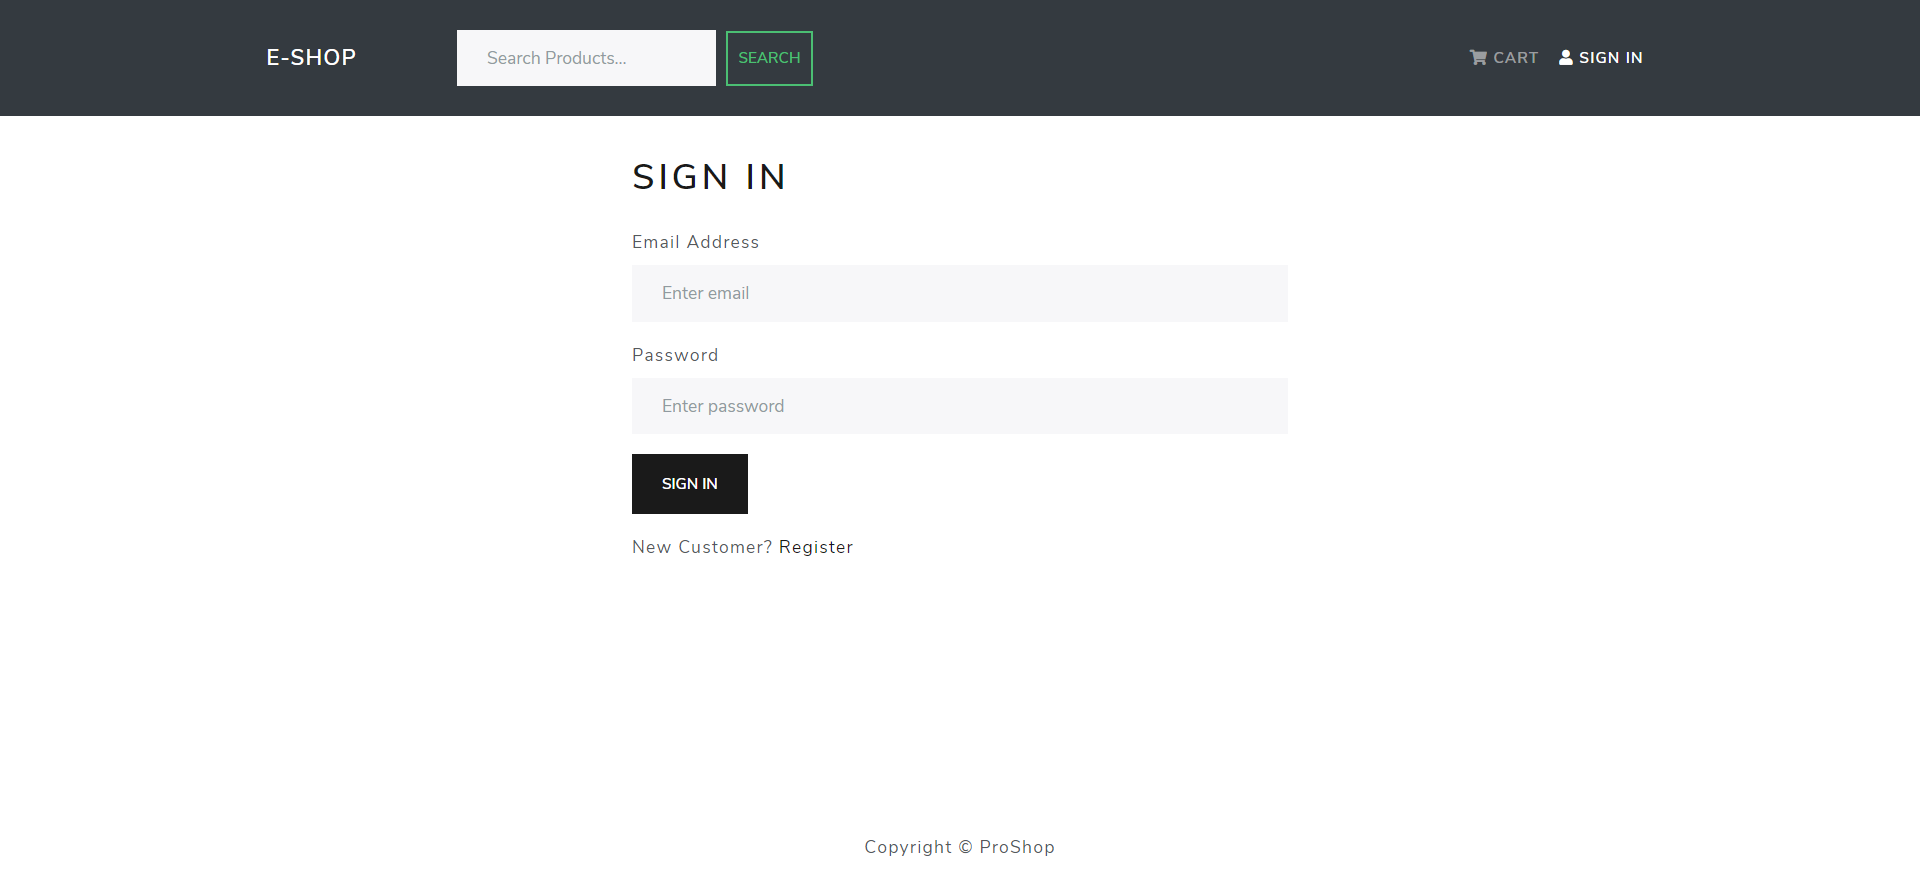 E-SHOP
Search Products...
SEARCH
CART
SIGN IN
SIGN IN
Email Address
Enter email
Password
Enter password
SIGN IN
New Customer? Register
Copyright © ProShop